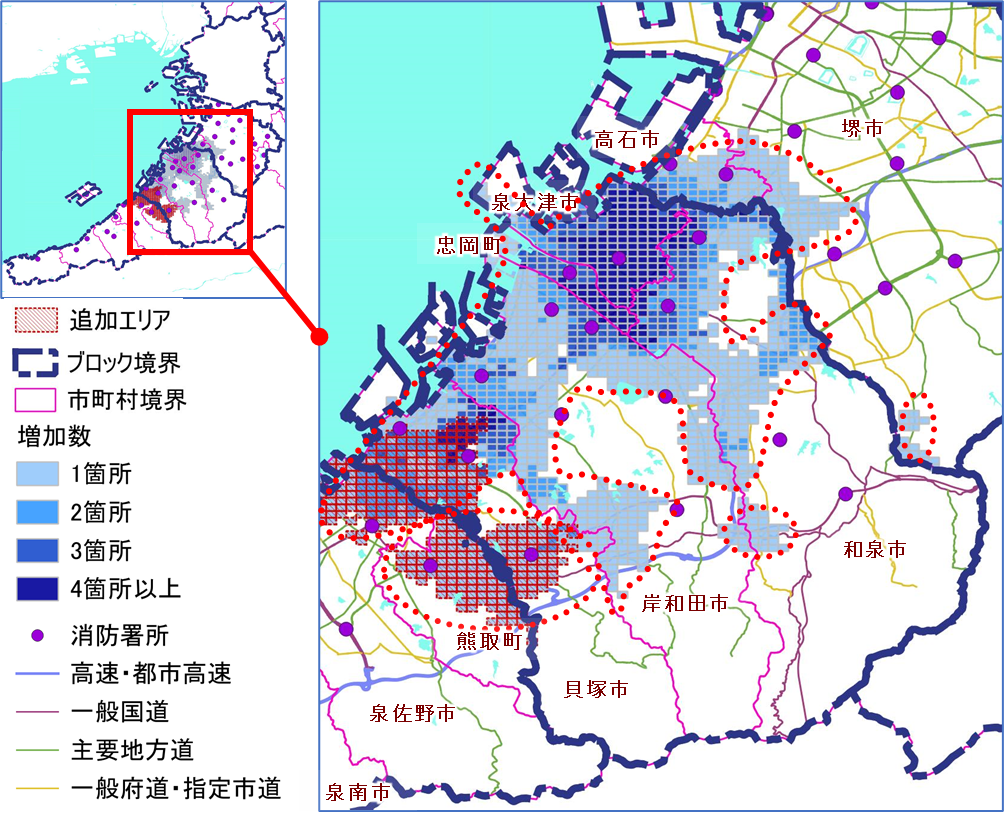 追加エリア
ブロック境界
市町村境界
増加数
1箇所
2箇所
3箇所
4箇所以上
消防署所
高速・都市高速
一般国道
主要地方道
一般府道・指定市道
高石市
堺市
泉大津市
忠岡町
和泉市
岸和田市
熊取町
貝塚市
泉佐野市
泉南市